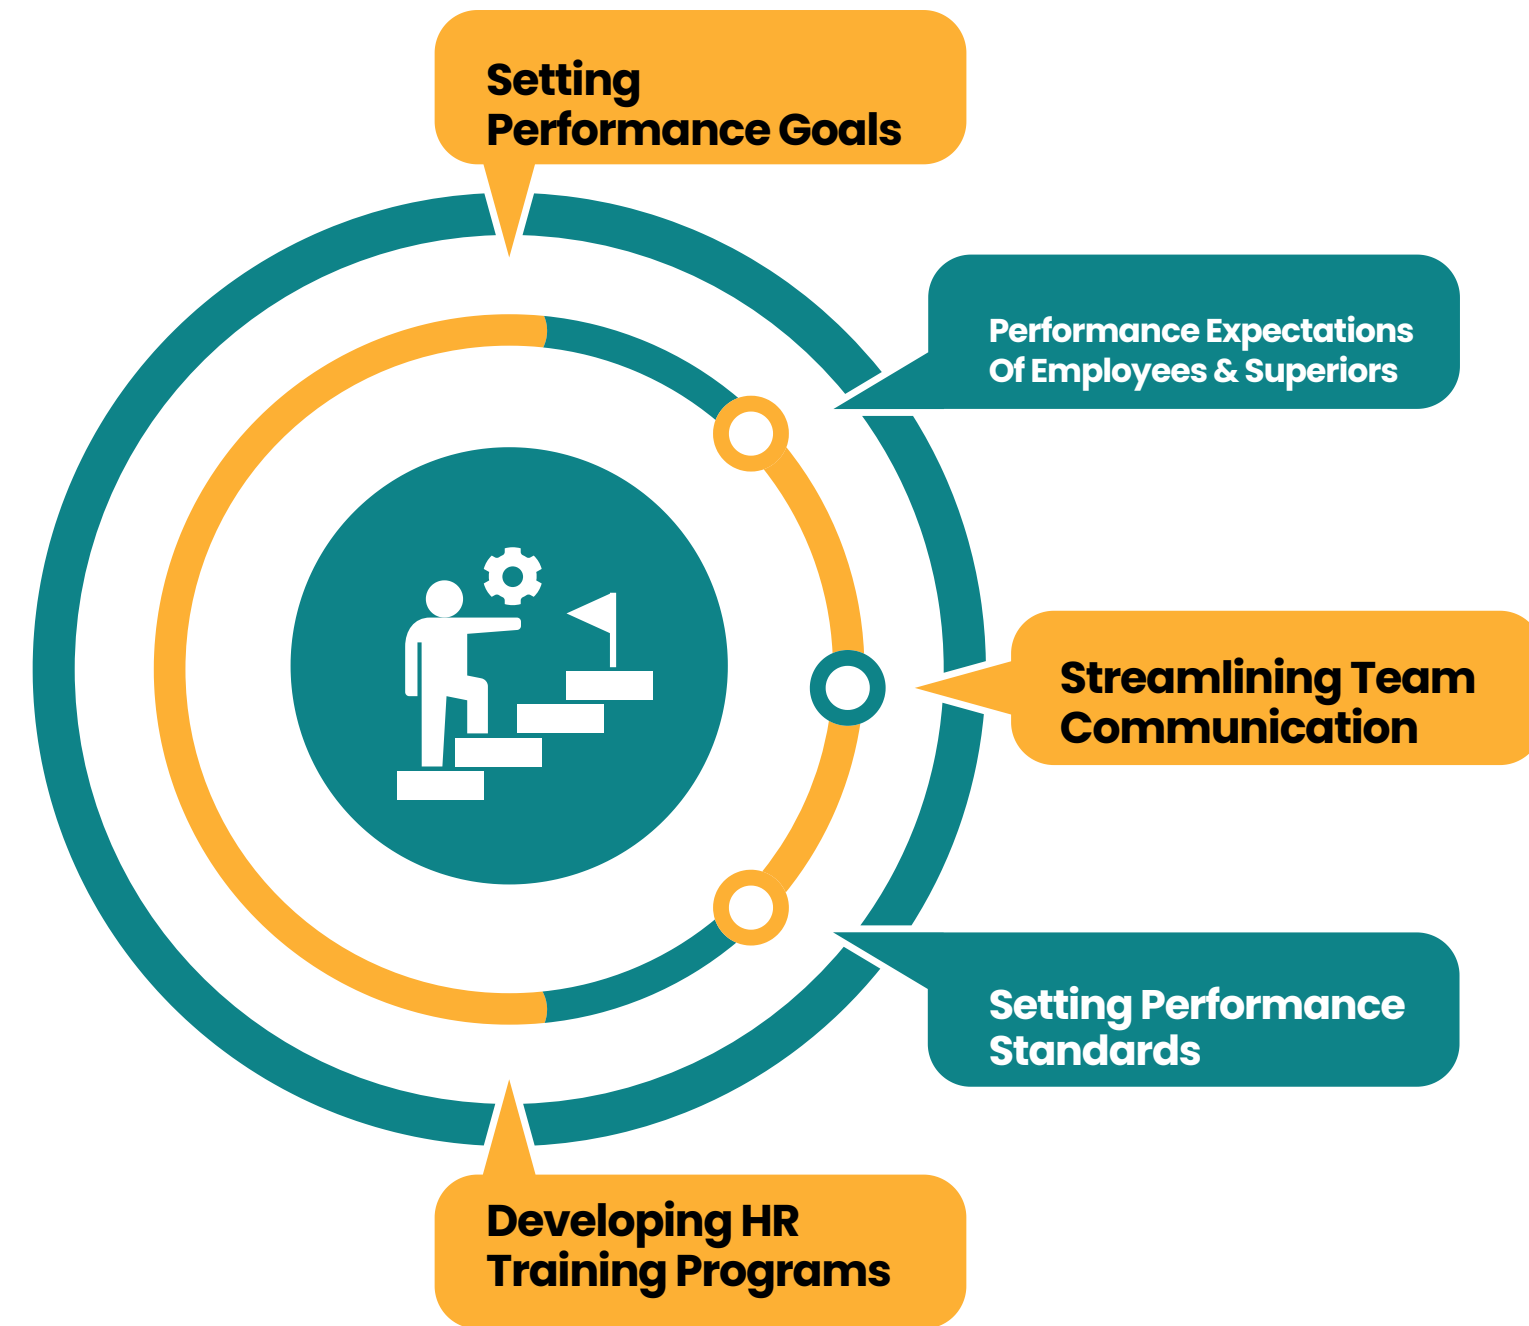 Setting
Performance Goals
Performance Expectations
Of Employees & Superiors
Streamlining Team
Communication
Setting Performance
Standards
Developing HR
Training Programs